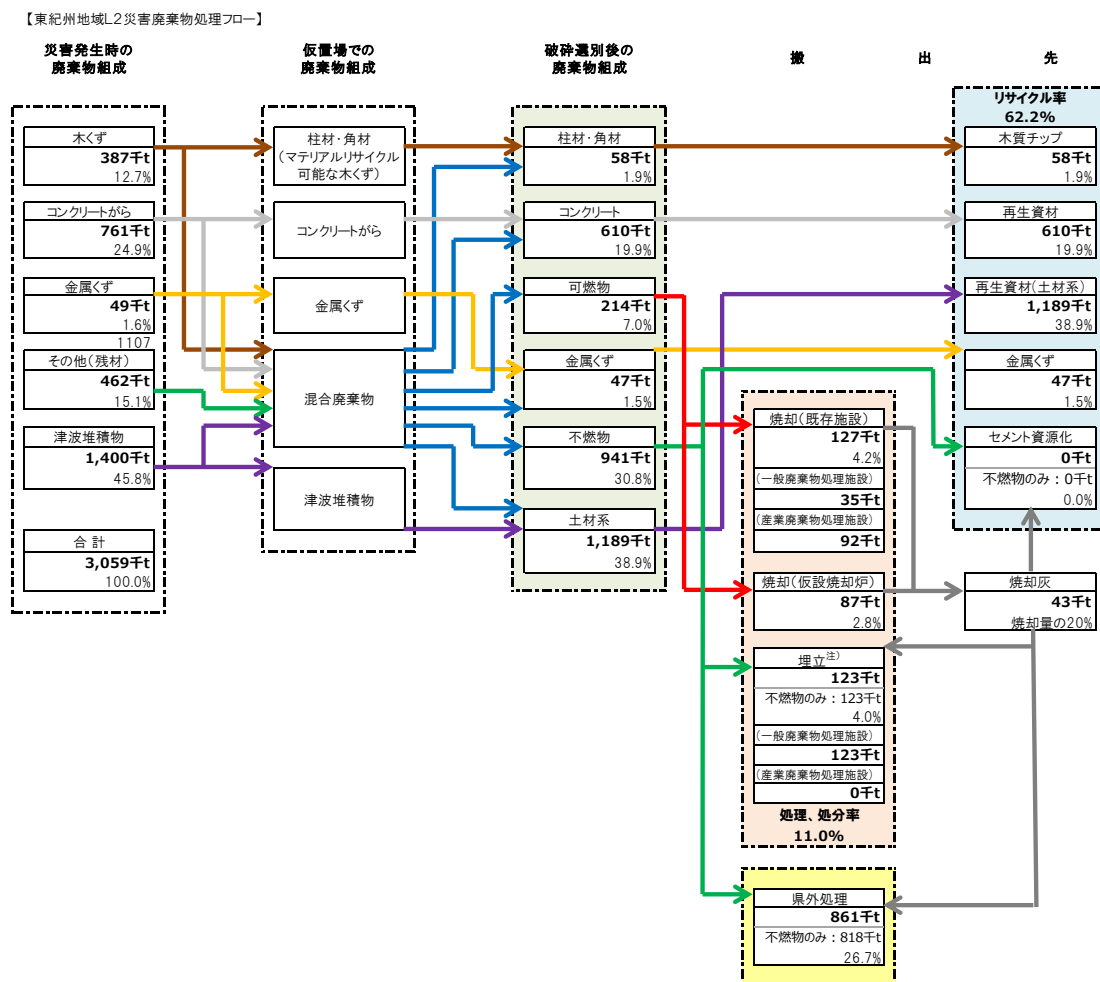 【東紀州地域L2災害廃棄物処理フロー】
災害発生時の
廃棄物組成
仮置場での
廃棄物組成
破砕選別後の
廃棄物組成
搬 出 先
木くず
387千t
12.7%
コンクリートがら
761千t
24.9%
金属くず
49千t
1.6%
1107
その他(残材)
462千t
15.1%
津波堆積物
1,400千t
45.8%
合 計
3,059千t
100.0%
柱材・角材
(マテリアルリサイクル
可能な木くず)
コンクリートがら
金属くず
混合廃棄物
津波堆積物
柱材・角材
58千t
1.9%
コンクリート
610千t
19.9%
可燃物
214千t
7.0%
金属くず
47千t
1.5%
不燃物
941千t
30.8%
土材系
1,189千t
38.9%
焼却(既存施設)
127千t
4.2%
(一般廃棄物処理施設)
35千t
(産業廃棄物処理施設)
92千t
焼却(仮設焼却炉)
87千t
2.8%
埋立注)
123千t
不燃物のみ:123千t
4.0%
(一般廃棄物処理施設)
123千t
(産業廃棄物処理施設)
0千t
処理、処分率
11.0%
県外処理
861千t
不燃物のみ:818千t
26.7%
リサイクル率
62.2%
木質チップ
58千t
1.9%
再生資材
610千t
19.9%
再生資材(土材系)
1,189千t
38.9%
金属くず
47千t
1.5%
セメント資源化
0千t
不燃物のみ:0千t
0.0%
焼却灰
43千t
焼却量の20%